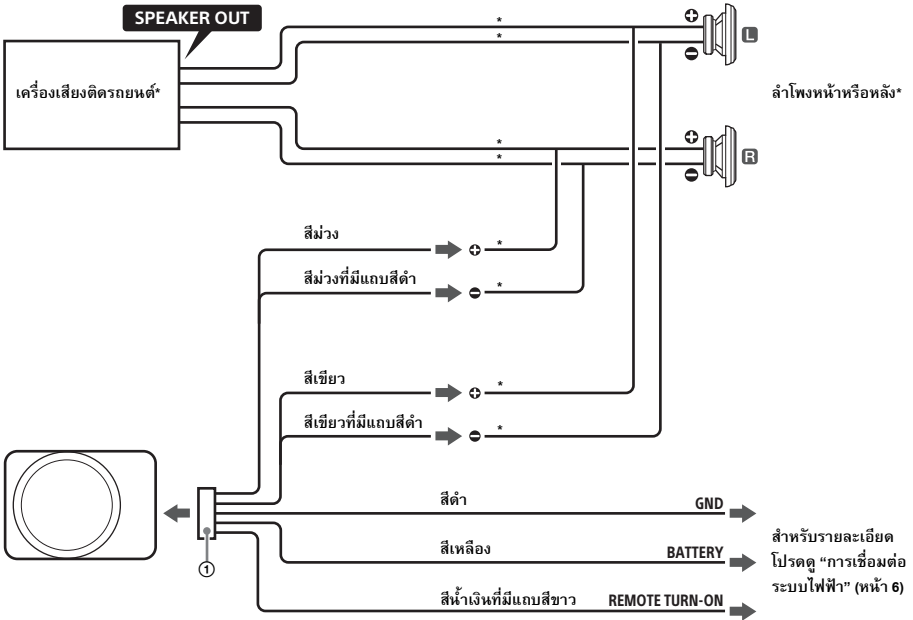 SPEAKER OUT
*
*
+
−
L
เครื่องเสียงติดรถยนต์*
ลำโพงหน้าหรือหลัง*
*
*
+
−
R
สีม่วง
+ *
สีม่วงที่มีแถบสีดำ
− *
สีเขียว
+ *
สีเขียวที่มีแถบสีดำ
− *
สีดำ
GND
สีเหลือง
BATTERY
สีน้ำเงินที่มีแถบสีขาว
REMOTE TURN-ON
①
สำหรับรายละเอียด
โปรดดู “การเชื่อมต่อ
ระบบไฟฟ้า” (หน้า 6)